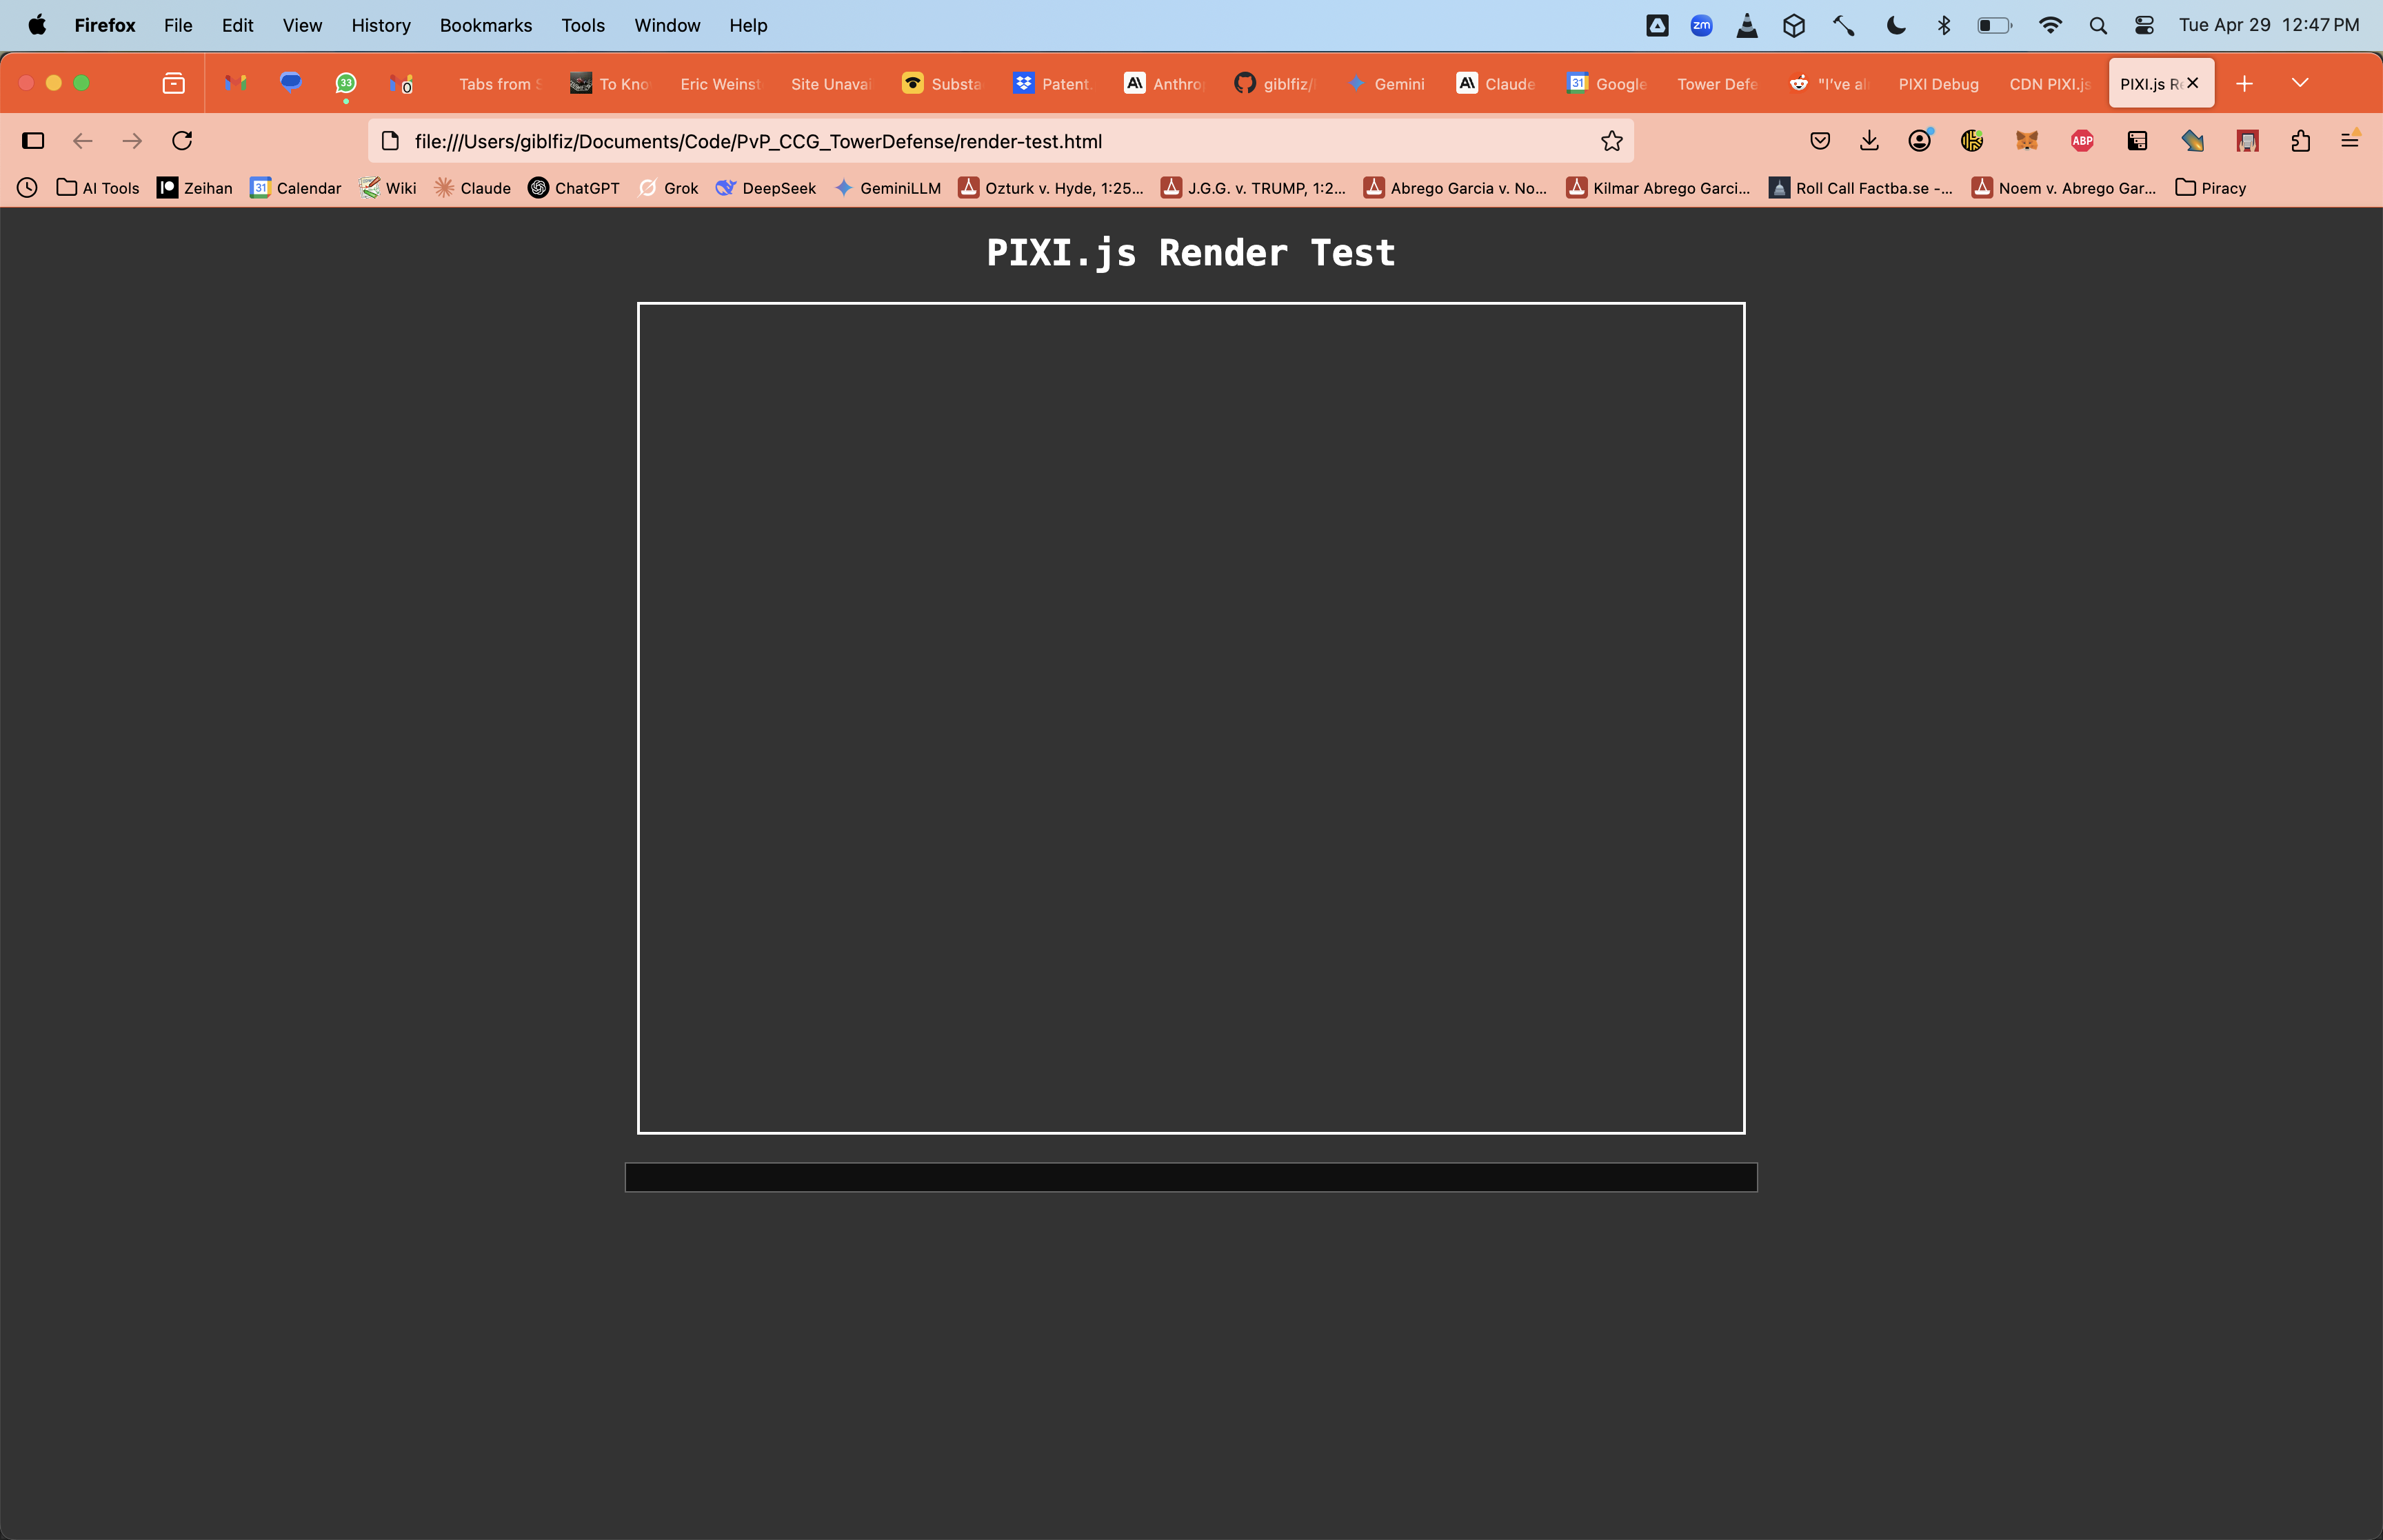 Firefox File Edit View History Bookmarks Tools Window Help zm Tue Apr 29 12:47 PM
33 0 Tabs from To Kno Eric Weinst Site Unavai Substa Patent. Anthro giblfiz/ Gemini Claude 31 Google Tower Defe "I've al PIXI Debug CDN PIXI.js PIXI.js Re
file:///Users/giblfiz/Documents/Code/PvP_CCG_TowerDefense/render-test.html ABP
AI Tools Zeihan 31 Calendar Wiki Claude ChatGPT Grok DeepSeek GeminiLLM Ozturk v. Hyde, 1:25... J.G.G. v. TRUMP, 1:2... Abrego Garcia v. No... Kilmar Abrego Garci... Roll Call Factba.se -... Noem v. Abrego Gar... Piracy
PIXI.js Render Test